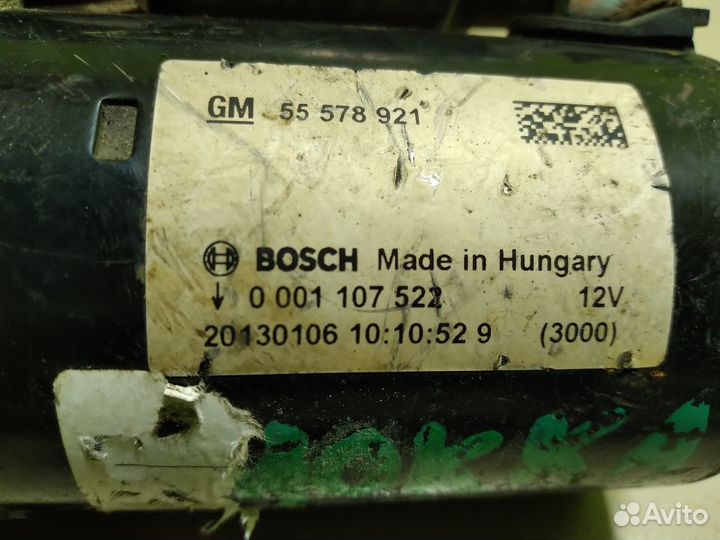 GM 55 578 921
BOSCH Made in Hungary
0 001 107 522 12V
20130106 10:10:52 9 (3000)
Avito